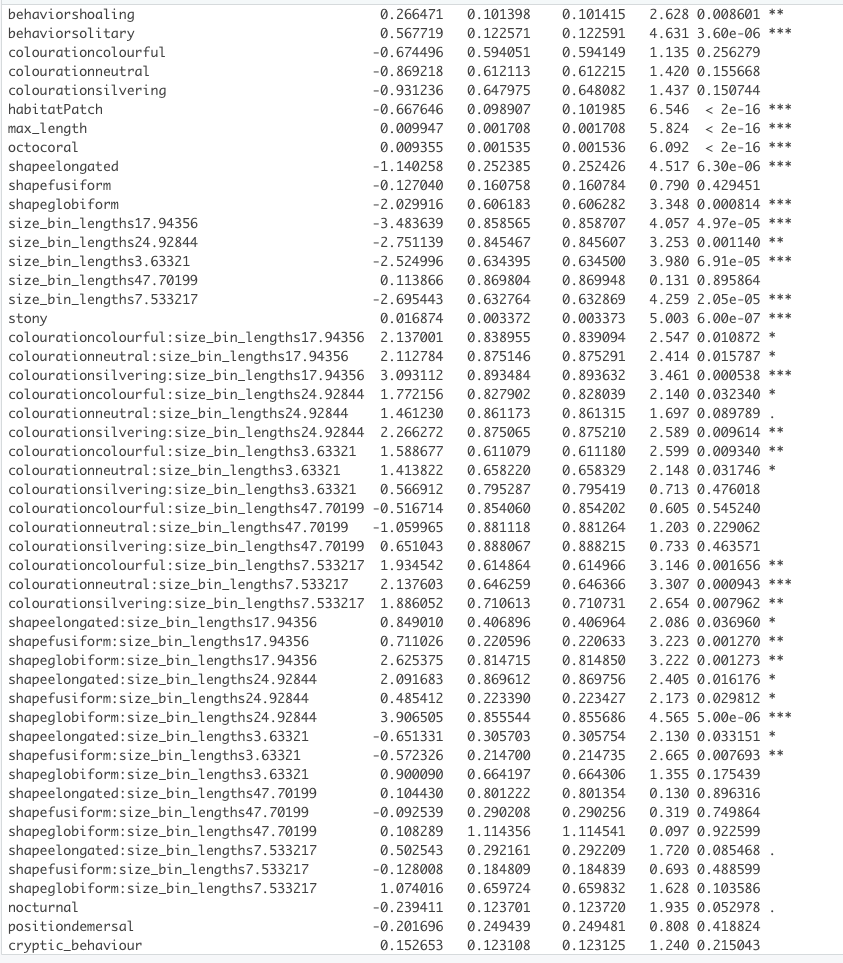 behaviorshoaling 0.266471 0.101398 0.101415 2.628 0.008601 **
behaviorsolitary 0.567719 0.122571 0.122591 4.631 3.60e-06 ***
colourationcolourful -0.674496 0.594051 0.594149 1.135 0.256279
colourationneutral -0.869218 0.612113 0.612215 1.420 0.155668
colourationsilvering -0.931236 0.647975 0.648082 1.437 0.150744
habitatPatch -0.667646 0.098907 0.101985 6.546 < 2e-16 ***
max_length 0.009947 0.001708 0.001708 5.824 < 2e-16 ***
octocoral 0.009355 0.001535 0.001536 6.092 < 2e-16 ***
shapeelongated -1.140258 0.252385 0.252426 4.517 6.30e-06 ***
shapefusiform -0.127040 0.160758 0.160784 0.790 0.429451
shapeglobiform -2.029916 0.606183 0.606282 3.348 0.000814 ***
size_bin_lengths17.94356 -3.483639 0.858565 0.858707 4.057 4.97e-05 ***
size_bin_lengths24.92844 -2.751139 0.845467 0.845607 3.253 0.001140 **
size_bin_lengths3.63321 -2.524996 0.634395 0.634500 3.980 6.91e-05 ***
size_bin_lengths47.70199 0.113866 0.869804 0.869948 0.131 0.895864
size_bin_lengths7.533217 -2.695443 0.632764 0.632869 4.259 2.05e-05 ***
stony 0.016874 0.003372 0.003373 5.003 6.00e-07 ***
colourationcolourful:size_bin_lengths17.94356 2.137001 0.838955 0.839094 2.547 0.010872 *
colourationneutral:size_bin_lengths17.94356 2.112784 0.875146 0.875291 2.414 0.015787 *
colourationsilvering:size_bin_lengths17.94356 3.093112 0.893484 0.893632 3.461 0.000538 ***
colourationcolourful:size_bin_lengths24.92844 1.772156 0.827902 0.828039 2.140 0.032340 *
colourationneutral:size_bin_lengths24.92844 1.461230 0.861173 0.861315 1.697 0.089789 .
colourationsilvering:size_bin_lengths24.92844 2.266272 0.875065 0.875210 2.589 0.009614 **
colourationcolourful:size_bin_lengths3.63321 1.588677 0.611079 0.611180 2.599 0.009340 **
colourationneutral:size_bin_lengths3.63321 1.413822 0.658220 0.658329 2.148 0.031746 *
colourationsilvering:size_bin_lengths3.63321 0.566912 0.795287 0.795419 0.713 0.476018
colourationcolourful:size_bin_lengths47.70199 -0.516714 0.854060 0.854202 0.605 0.545240
colourationneutral:size_bin_lengths47.70199 -1.059965 0.881118 0.881264 1.203 0.229062
colourationsilvering:size_bin_lengths47.70199 0.651043 0.888067 0.888215 0.733 0.463571
colourationcolourful:size_bin_lengths7.533217 1.934542 0.614864 0.614966 3.146 0.001656 **
colourationneutral:size_bin_lengths7.533217 2.137603 0.646259 0.646366 3.307 0.000943 ***
colourationsilvering:size_bin_lengths7.533217 1.886052 0.710613 0.710731 2.654 0.007962 **
shapeelongated:size_bin_lengths17.94356 0.849010 0.406896 0.406964 2.086 0.036960 *
shapefusiform:size_bin_lengths17.94356 0.711026 0.220596 0.220633 3.223 0.001270 **
shapeglobiform:size_bin_lengths17.94356 2.625375 0.814715 0.814850 3.222 0.001273 **
shapeelongated:size_bin_lengths24.92844 2.091683 0.869612 0.869756 2.405 0.016176 *
shapefusiform:size_bin_lengths24.92844 0.485412 0.223390 0.223427 2.173 0.029812 *
shapeglobiform:size_bin_lengths24.92844 3.906505 0.855544 0.855686 4.565 5.00e-06 ***
shapeelongated:size_bin_lengths3.63321 -0.651331 0.305703 0.305754 2.130 0.033151 *
shapefusiform:size_bin_lengths3.63321 -0.572326 0.214700 0.214735 2.665 0.007693 **
shapeglobiform:size_bin_lengths3.63321 0.900090 0.664197 0.664306 1.355 0.175439
shapeelongated:size_bin_lengths47.70199 0.104430 0.801222 0.801354 0.130 0.896316
shapefusiform:size_bin_lengths47.70199 -0.092539 0.290208 0.290256 0.319 0.749864
shapeglobiform:size_bin_lengths47.70199 0.108289 1.114356 1.114541 0.097 0.922599
shapeelongated:size_bin_lengths7.533217 0.502543 0.292161 0.292209 1.720 0.085468 .
shapefusiform:size_bin_lengths7.533217 -0.128008 0.184809 0.184839 0.693 0.488599
shapeglobiform:size_bin_lengths7.533217 1.074016 0.659724 0.659832 1.628 0.103586
nocturnal -0.239411 0.123701 0.123720 1.935 0.052978 .
positiondemersal -0.201696 0.249439 0.249481 0.808 0.418824
cryptic_behaviour 0.152653 0.123108 0.123125 1.240 0.215043